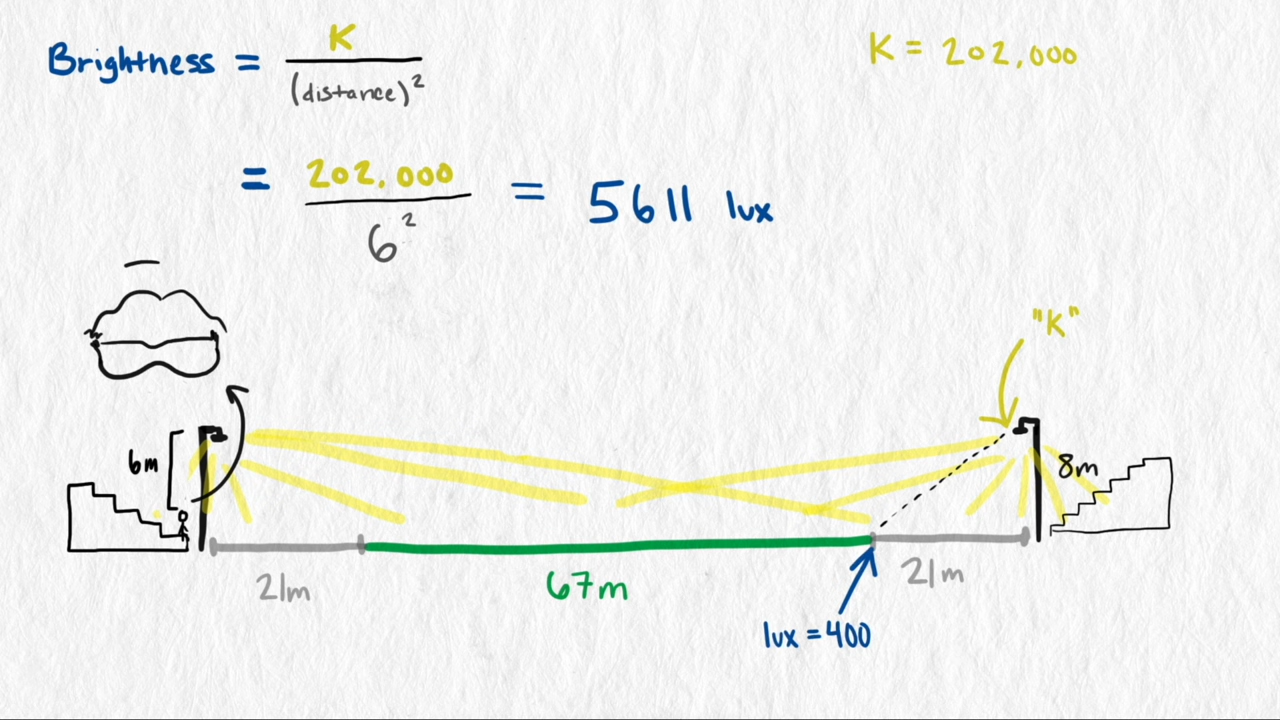 Brightness = K / (distance)²
K = 202,000
= 202,000 / 6² = 5611 lux
"K"
6m
8m
21m
67m
21m
lux = 400